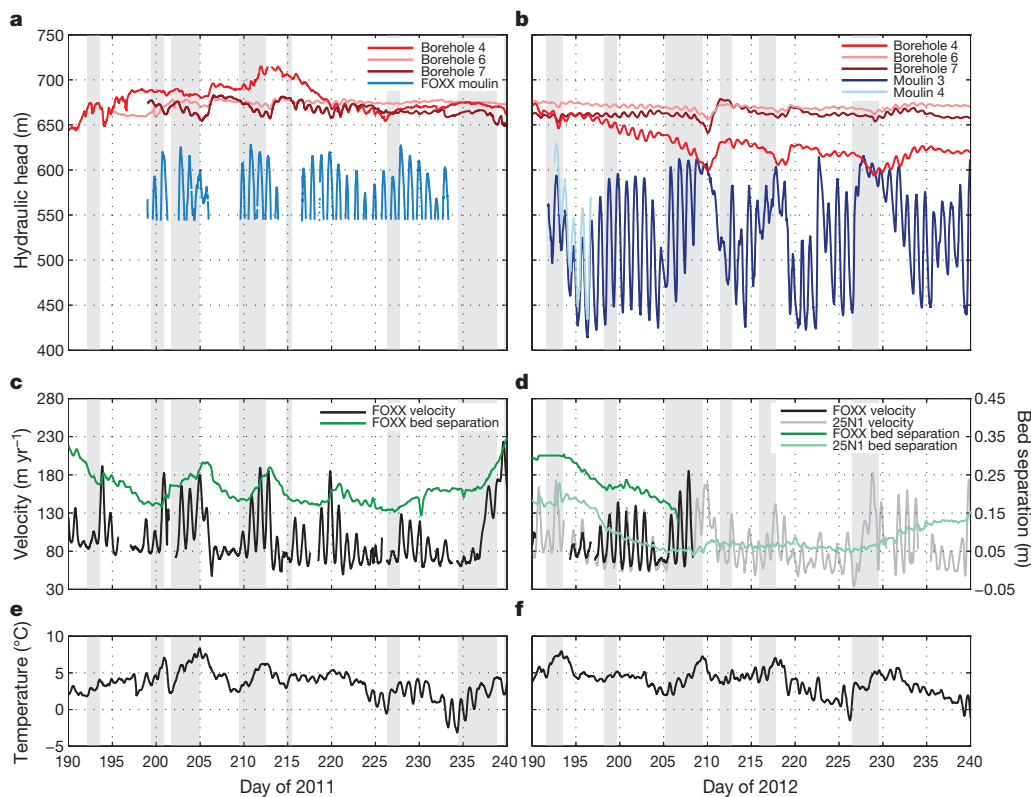 a
b
750
700
650
600
550
500
450
400
Hydraulic head (m)
Borehole 4
Borehole 6
Borehole 7
FOXX moulin
Borehole 4
Borehole 6
Borehole 7
Moulin 3
Moulin 4
c
d
280
230
180
130
80
30
Velocity (m yr⁻¹)
FOXX velocity
FOXX bed separation
FOXX velocity
25N1 velocity
FOXX bed separation
25N1 bed separation
0.45
0.35
0.25
0.15
0.05
−0.05
Bed separation (m)
e
f
10
5
0
−5
Temperature (°C)
190 195 200 205 210 215 220 225 230 235 240
190 195 200 205 210 215 220 225 230 235 240
Day of 2011
Day of 2012